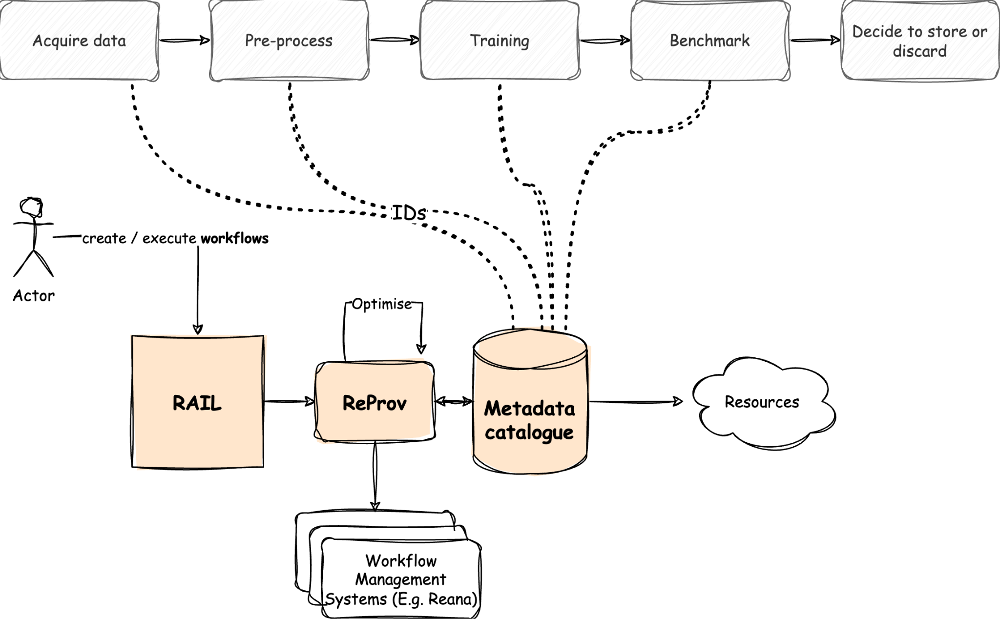 Acquire data
Pre-process
Training
Benchmark
Decide to store or
discard
IDs
create / execute workflows
Actor
Optimise
RAIL
ReProv
Metadata
catalogue
Resources
Workflow
Management
Systems (E.g. Reana)